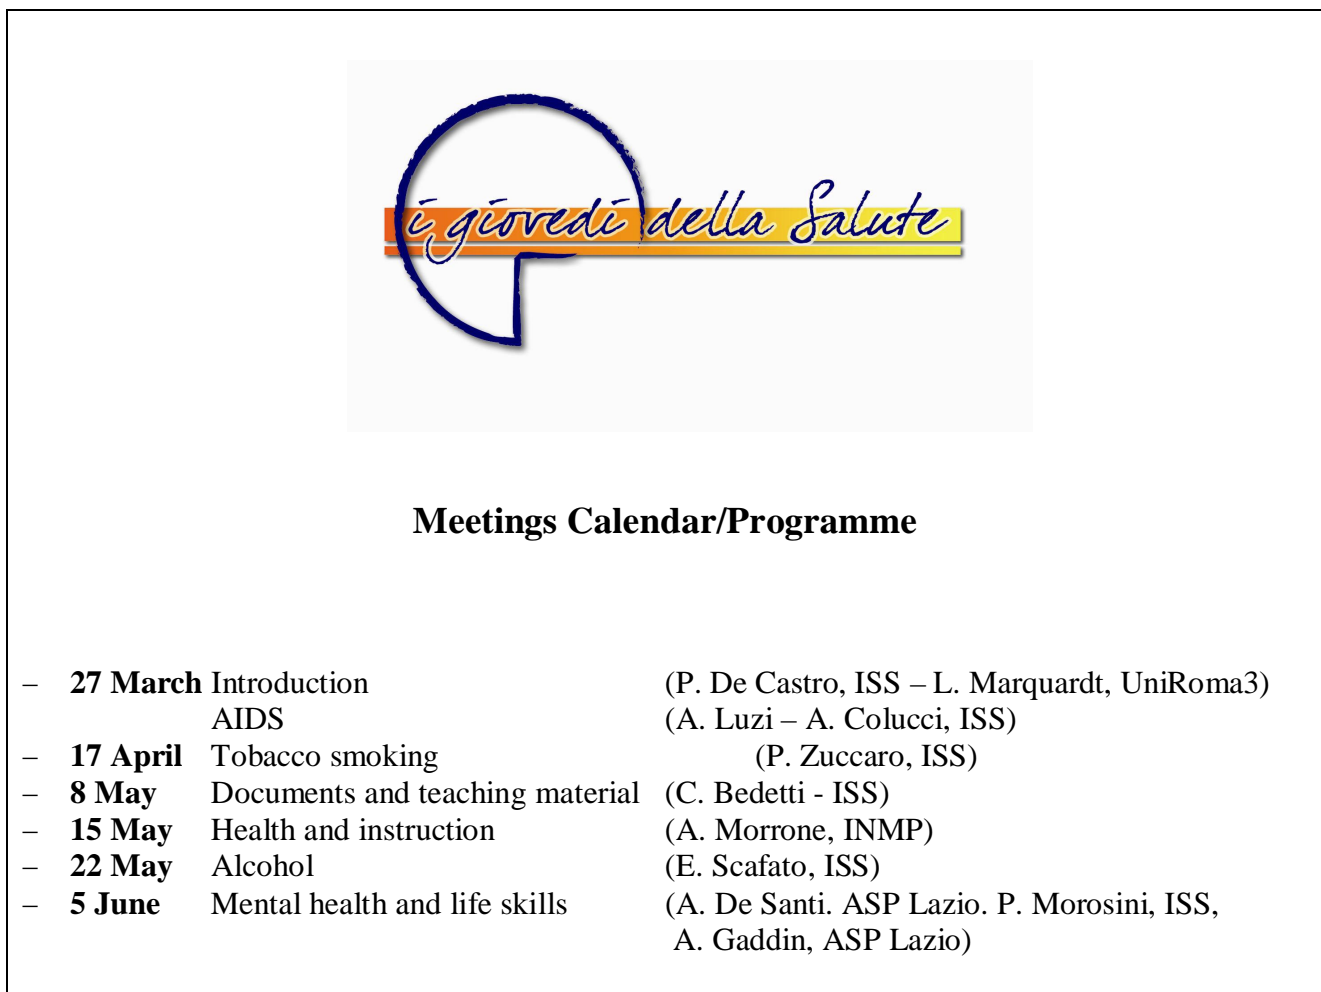 i giovedì della Salute
Meetings Calendar/Programme
– 27 March Introduction (P. De Castro, ISS – L. Marquardt, UniRoma3)
AIDS (A. Luzi – A. Colucci, ISS)
– 17 April Tobacco smoking (P. Zuccaro, ISS)
– 8 May Documents and teaching material (C. Bedetti - ISS)
– 15 May Health and instruction (A. Morrone, INMP)
– 22 May Alcohol (E. Scafato, ISS)
– 5 June Mental health and life skills (A. De Santi. ASP Lazio. P. Morosini, ISS,
A. Gaddin, ASP Lazio)